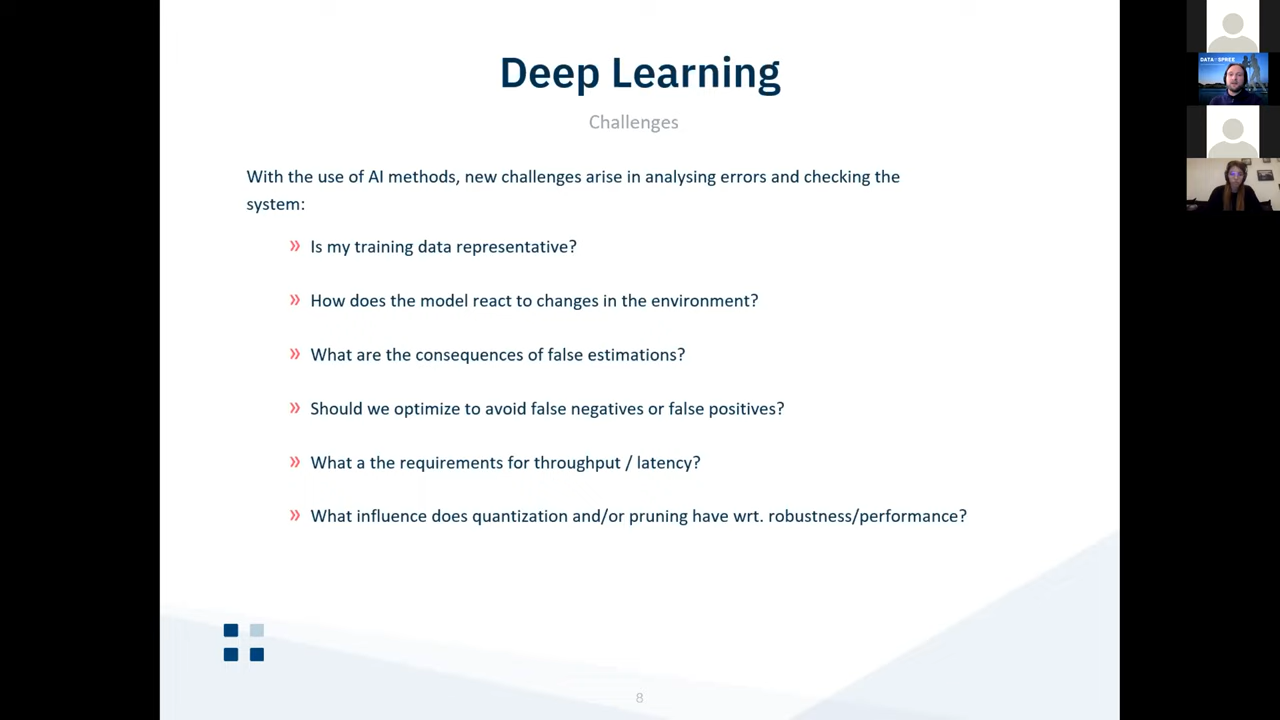 Deep Learning
Challenges
With the use of AI methods, new challenges arise in analysing errors and checking the
system:
» Is my training data representative?
» How does the model react to changes in the environment?
» What are the consequences of false estimations?
» Should we optimize to avoid false negatives or false positives?
» What a the requirements for throughput / latency?
» What influence does quantization and/or pruning have wrt. robustness/performance?
8
DATA SPREE